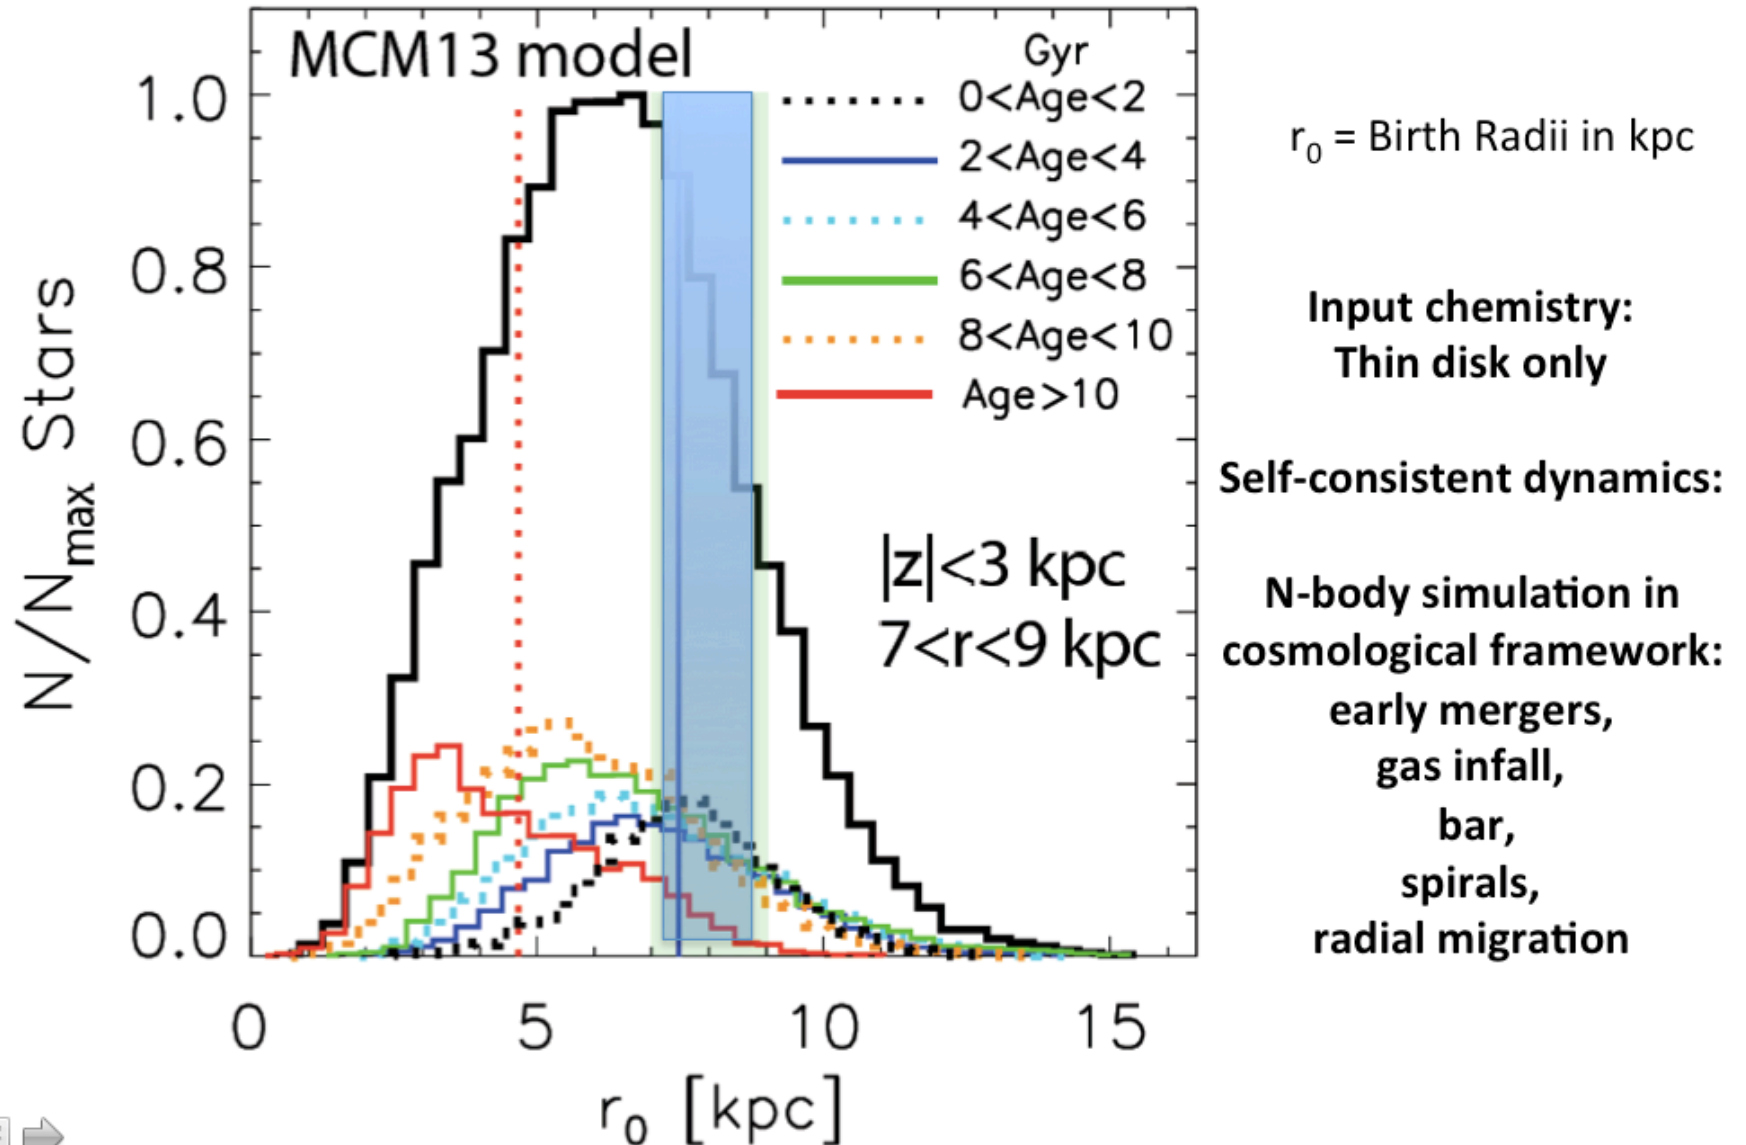 MCM13 model
Gyr
0<Age<2
2<Age<4
4<Age<6
6<Age<8
8<Age<10
Age>10
|z|<3 kpc
7<r<9 kpc
N/Nmax Stars
1.0
0.8
0.6
0.4
0.2
0.0
0 5 10 15
r0 [kpc]
r0 = Birth Radii in kpc
Input chemistry:
Thin disk only
Self-consistent dynamics:
N-body simulation in
cosmological framework:
early mergers,
gas infall,
bar,
spirals,
radial migration